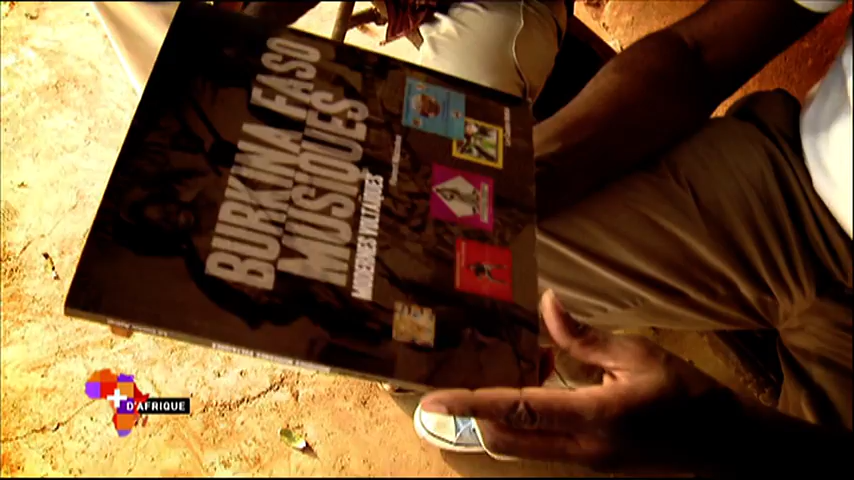 BURKINA FASO
MUSIQUES
MODERNES VOLTAÏQUES
+
D'AFRIQUE